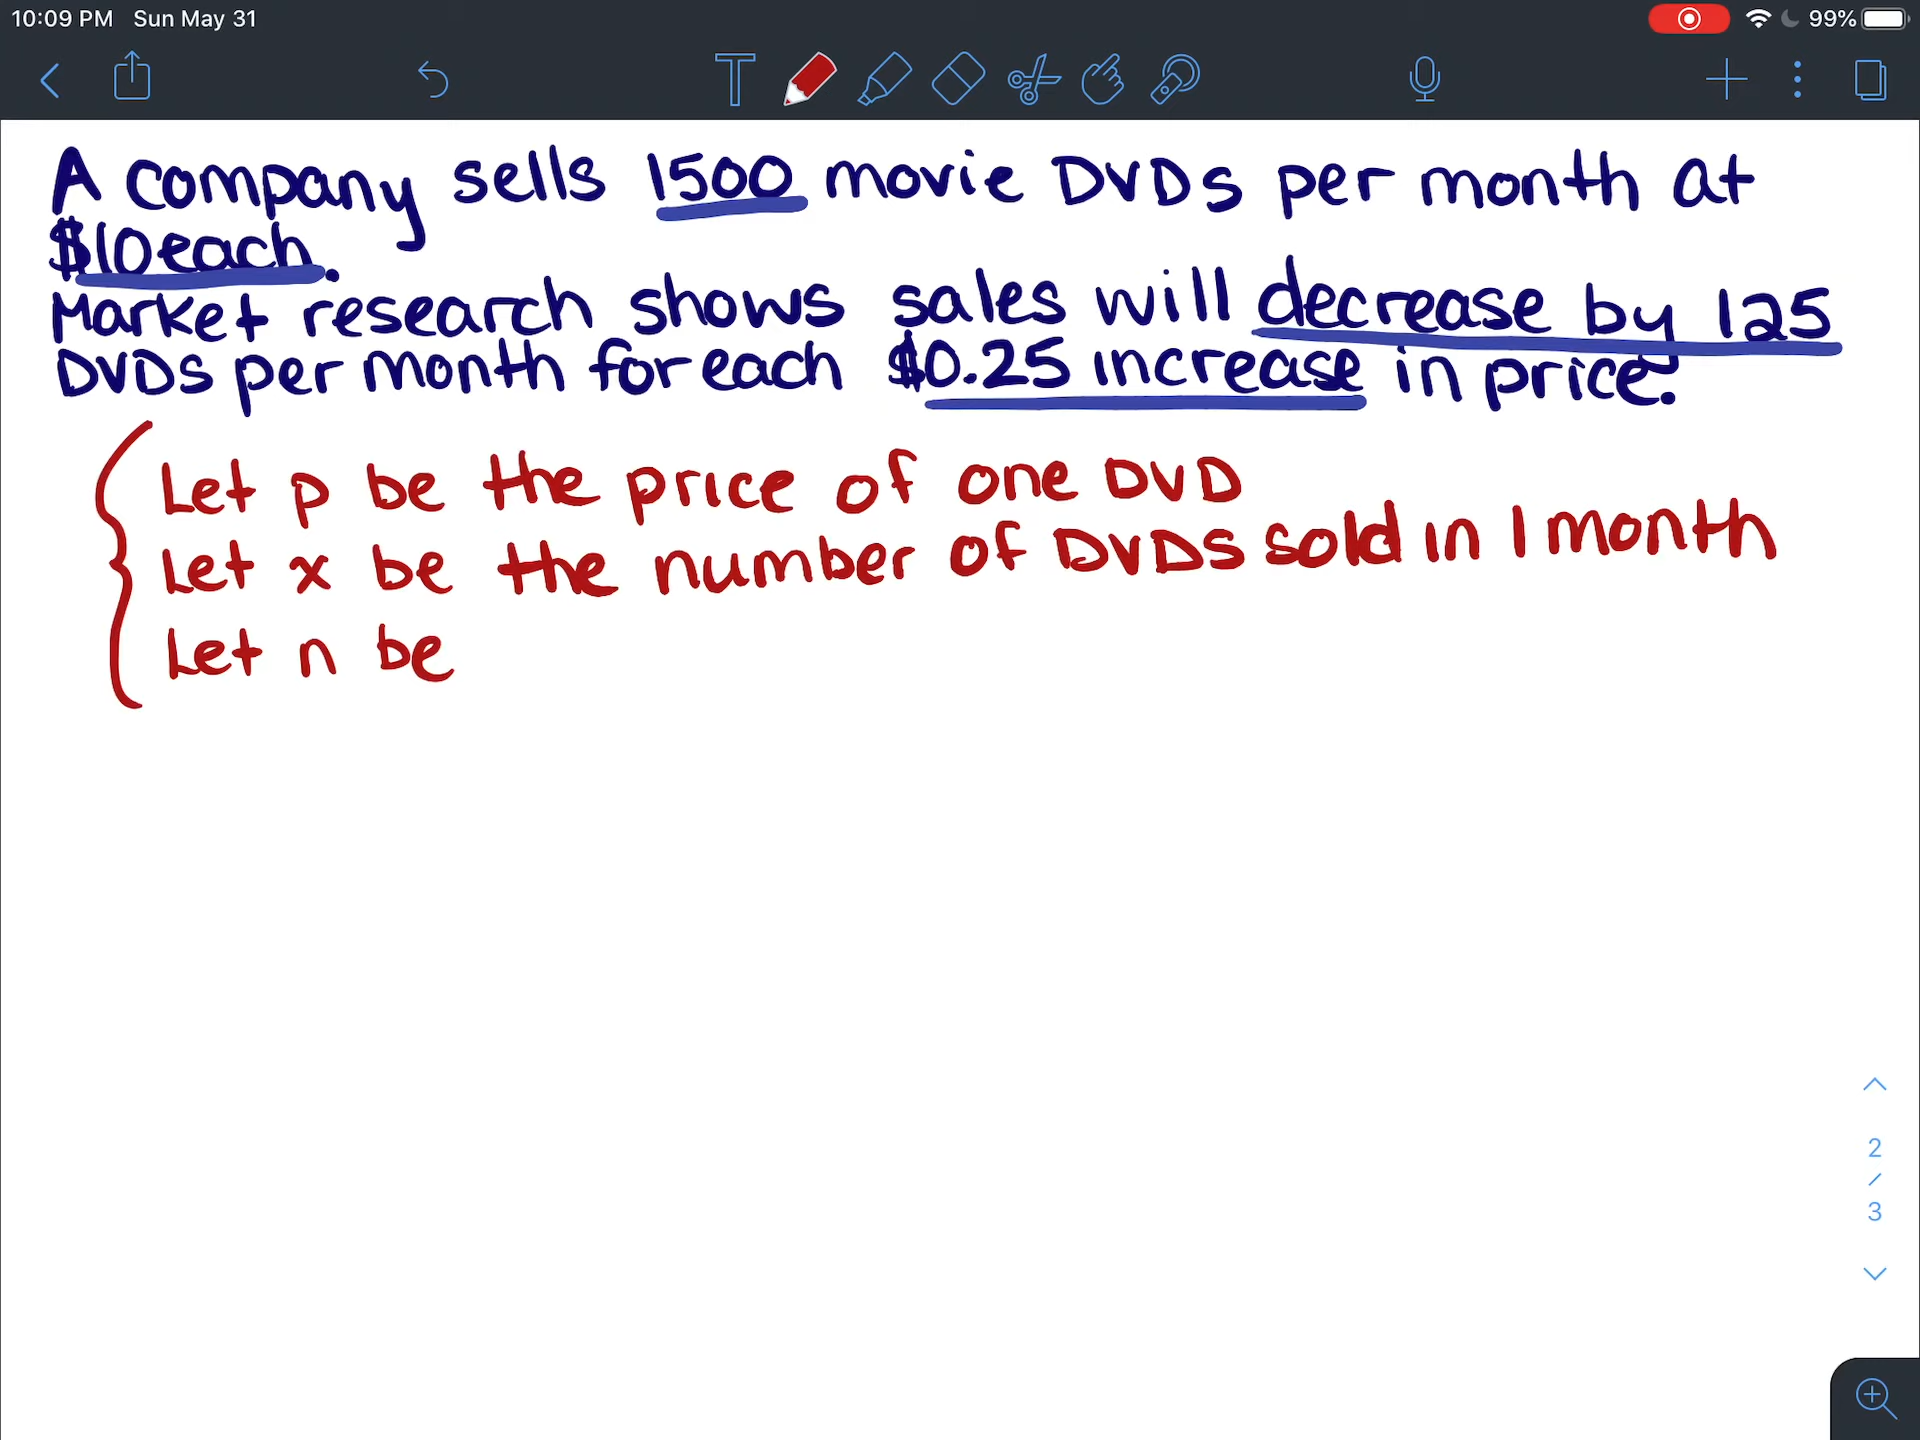 10:09 PM Sun May 31 99%
T
A company sells 1500 movie DVDs per month at
$10 each.
Market research shows sales will decrease by 125
DVDs per month for each $0.25 increase in price.
Let p be the price of one DVD
Let x be the number of DVDs sold in 1 month
Let n be
2
/
3